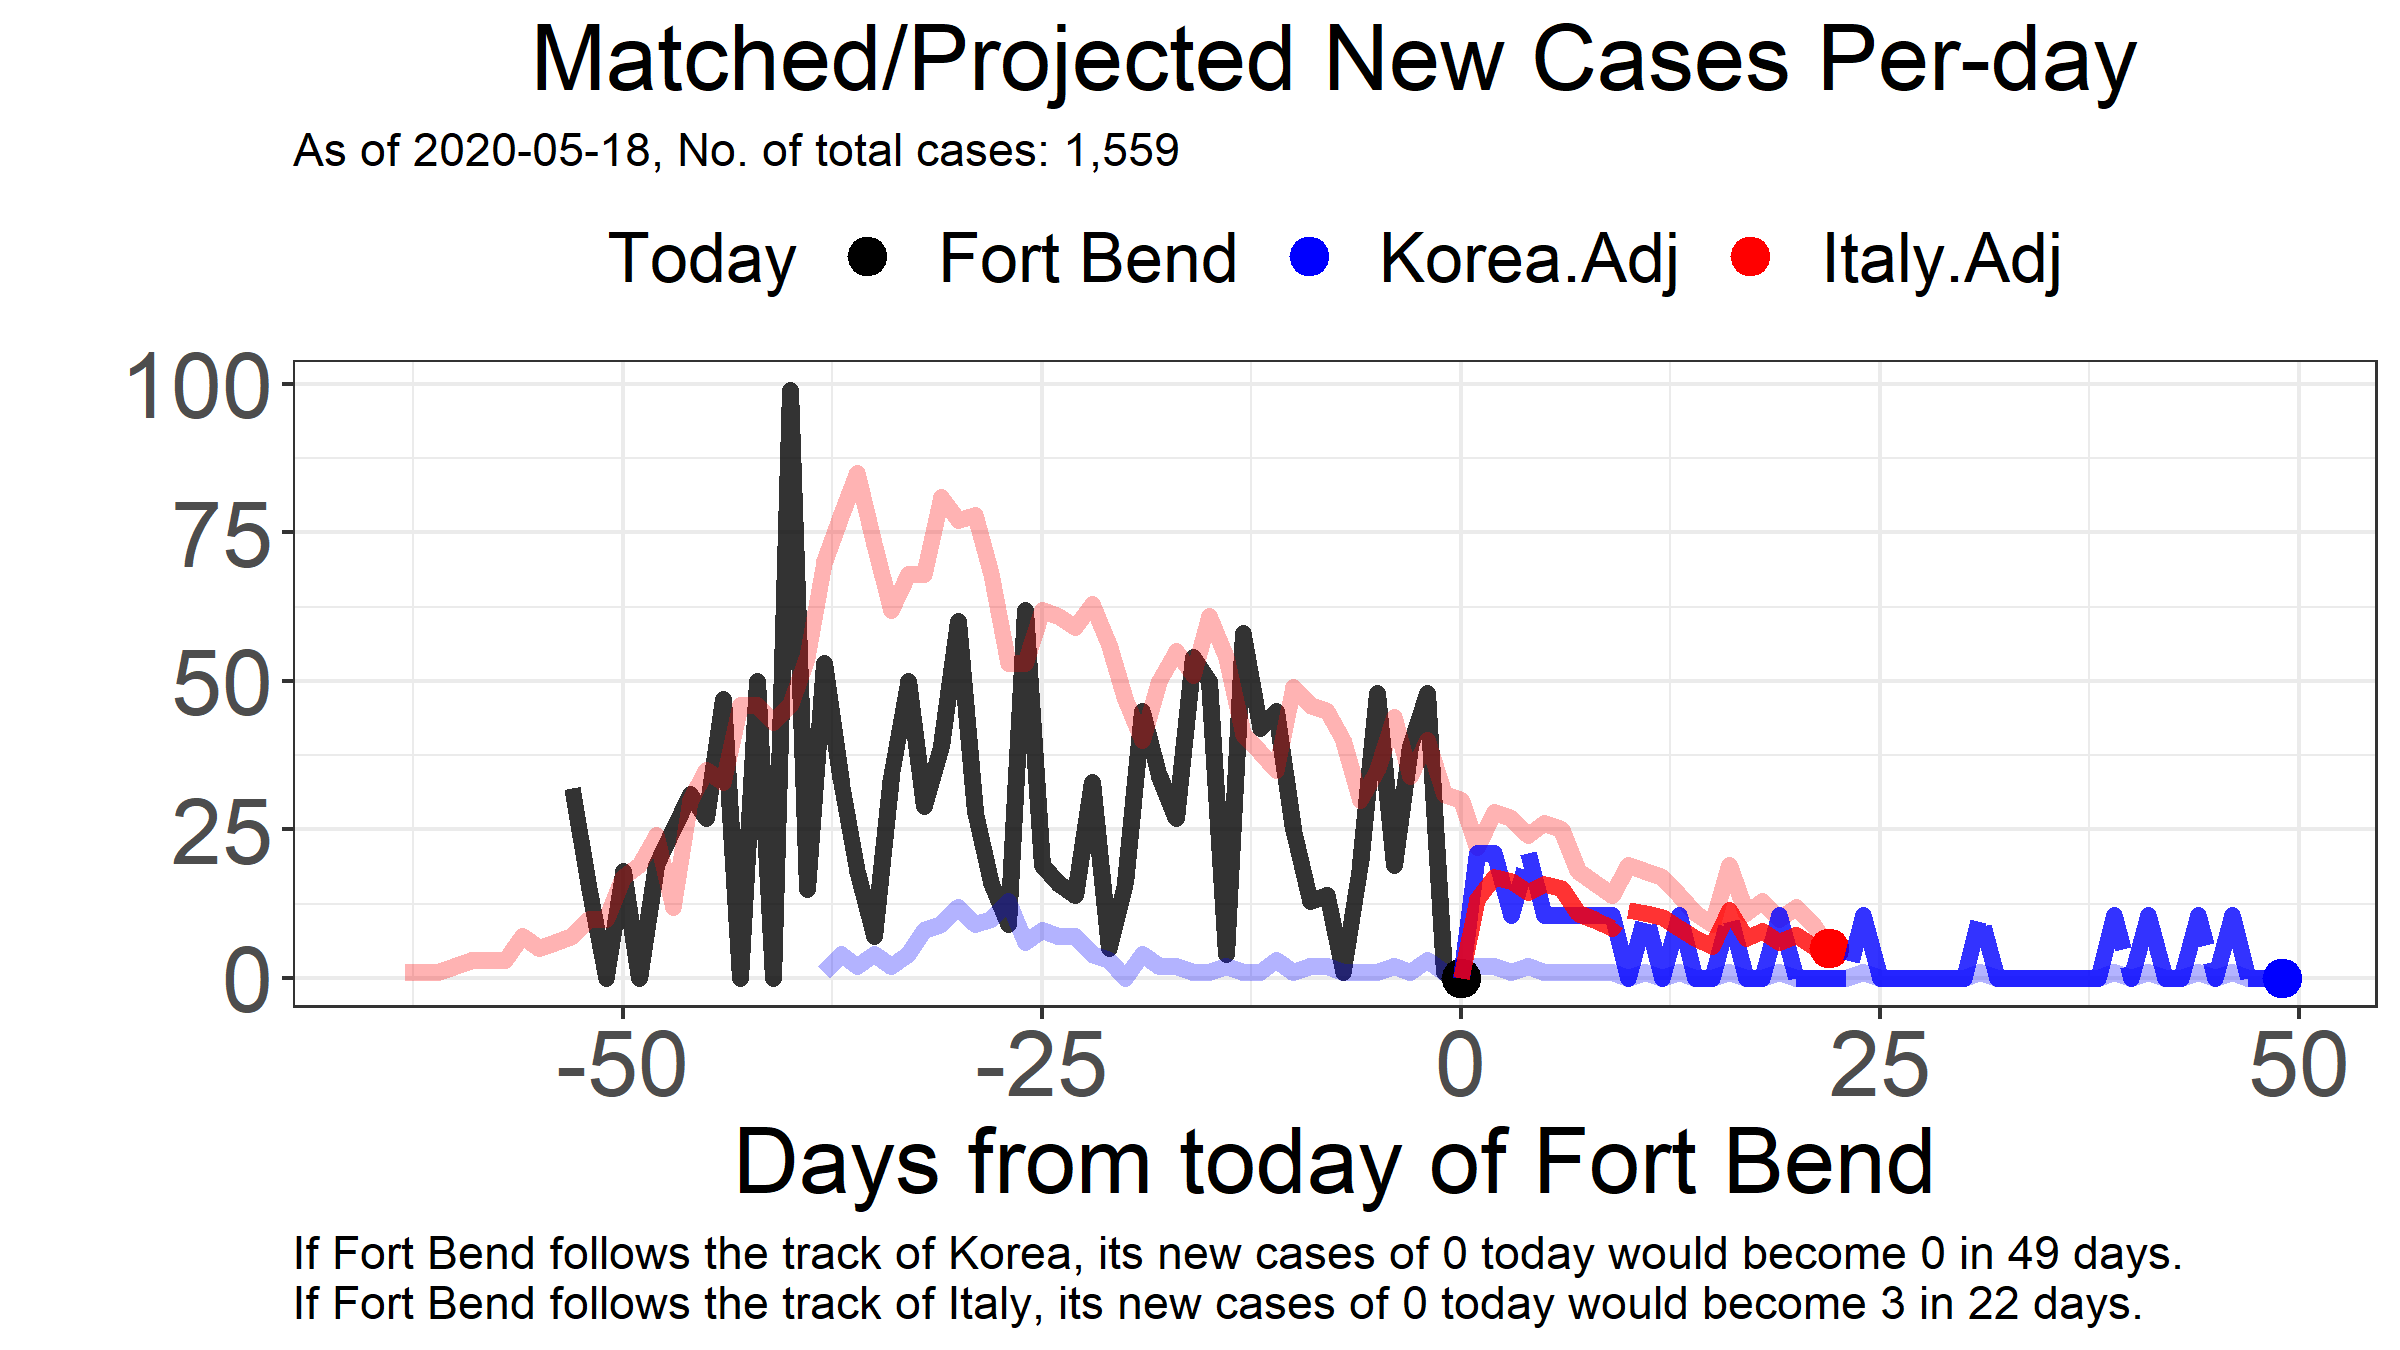 Matched/Projected New Cases Per-day
As of 2020-05-18, No. of total cases: 1,559
Today Fort Bend Korea.Adj Italy.Adj
100
75
50
25
0
-50 -25 0 25 50
Days from today of Fort Bend
If Fort Bend follows the track of Korea, its new cases of 0 today would become 0 in 49 days.
If Fort Bend follows the track of Italy, its new cases of 0 today would become 3 in 22 days.